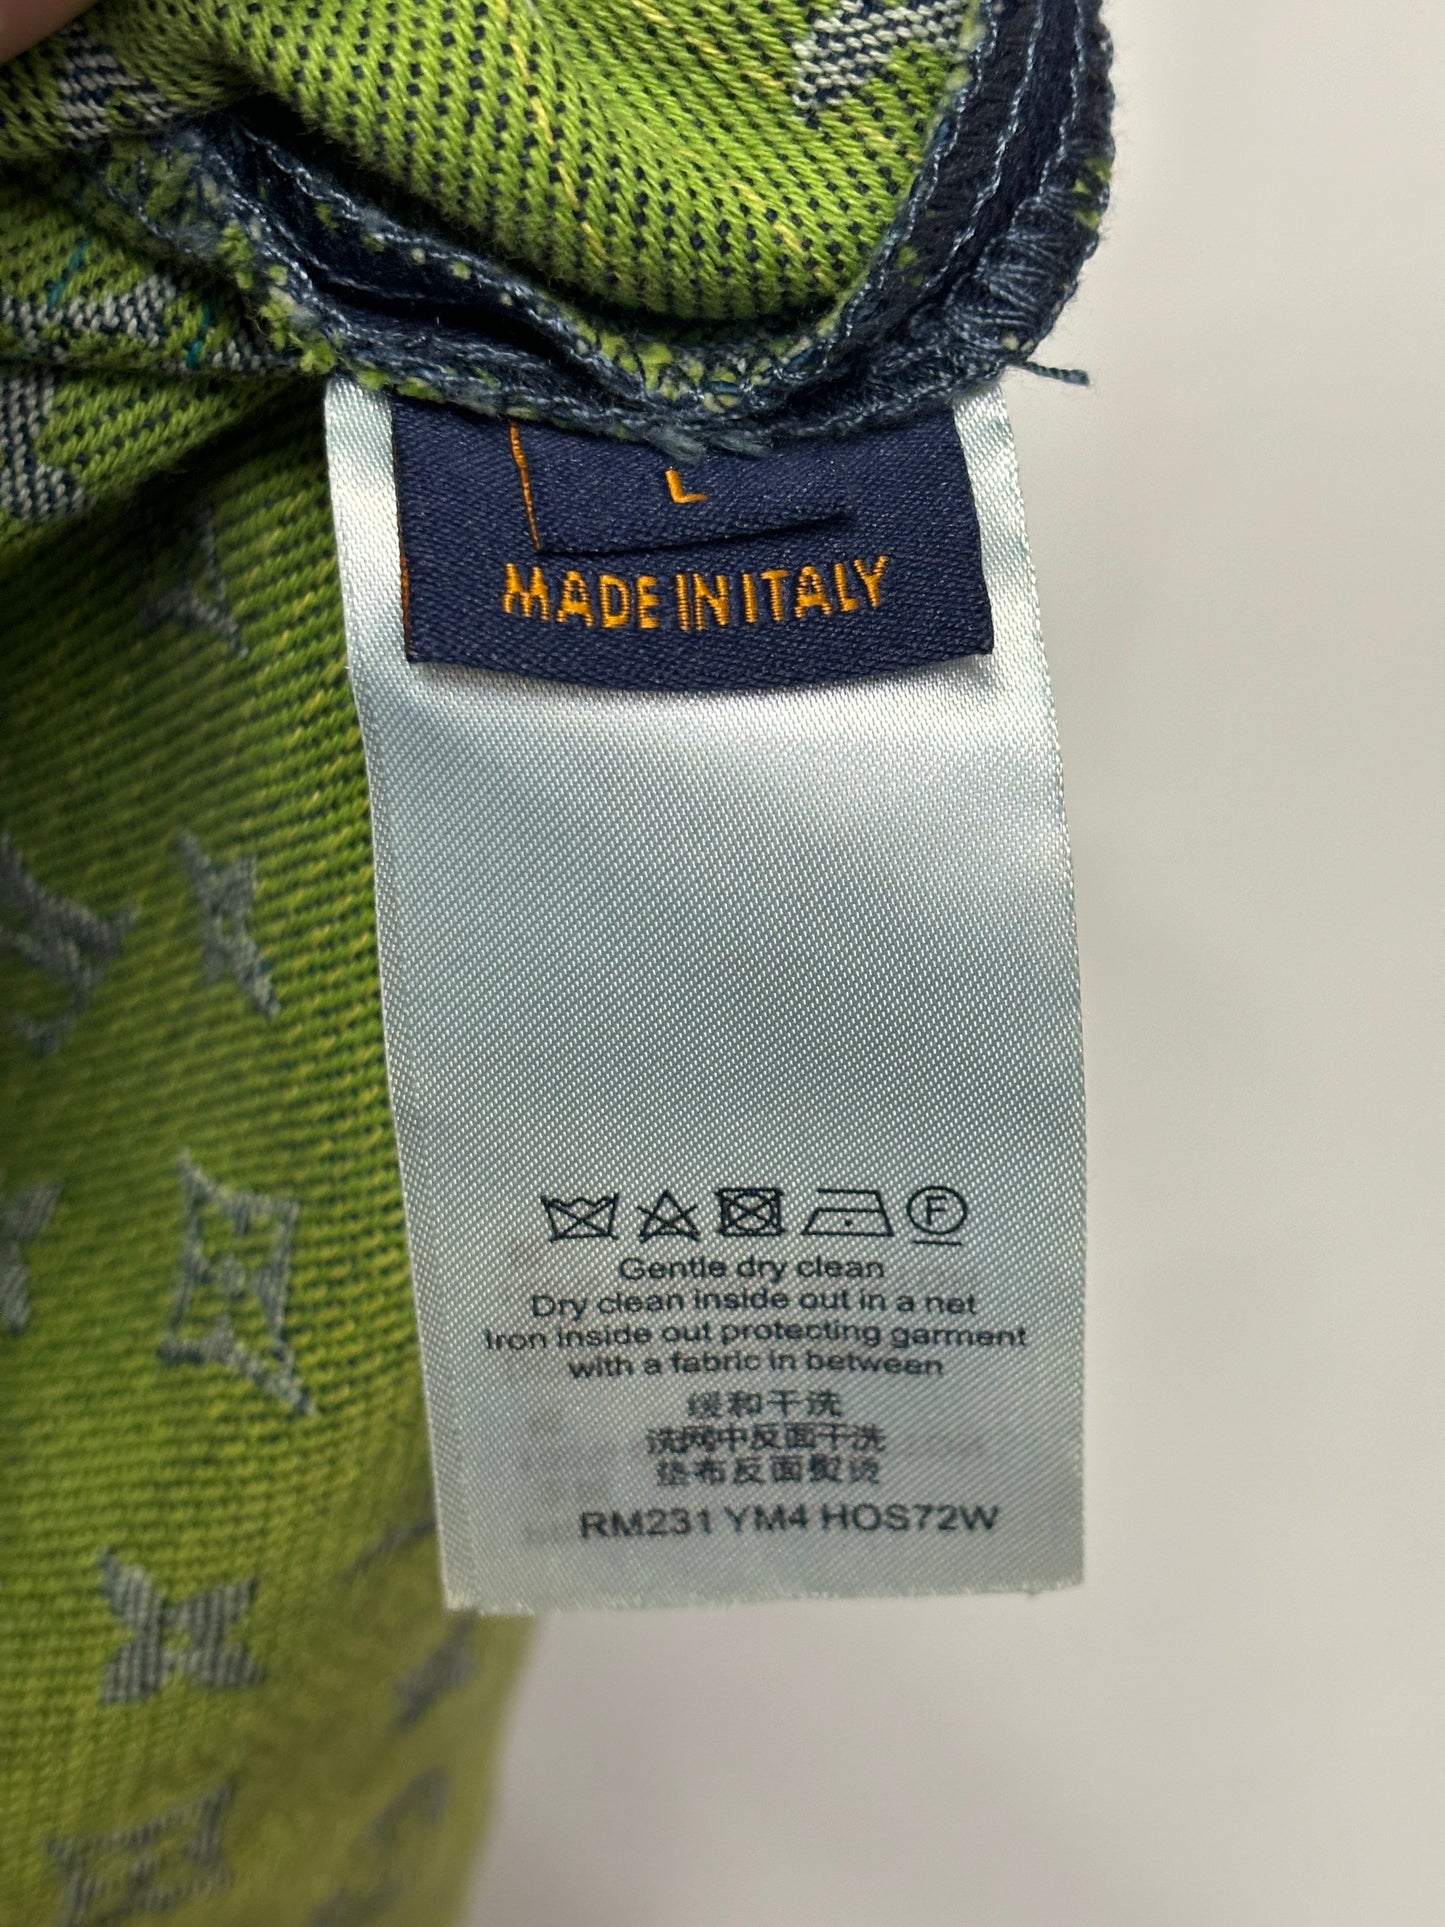 L
MADE IN ITALY
F
Gentle dry clean
Dry clean inside out in a net
Iron inside out protecting garment
with a fabric in between
缓和干洗
洗网中反面干洗
垫布反面熨烫
RM231 YM4 HOS72W